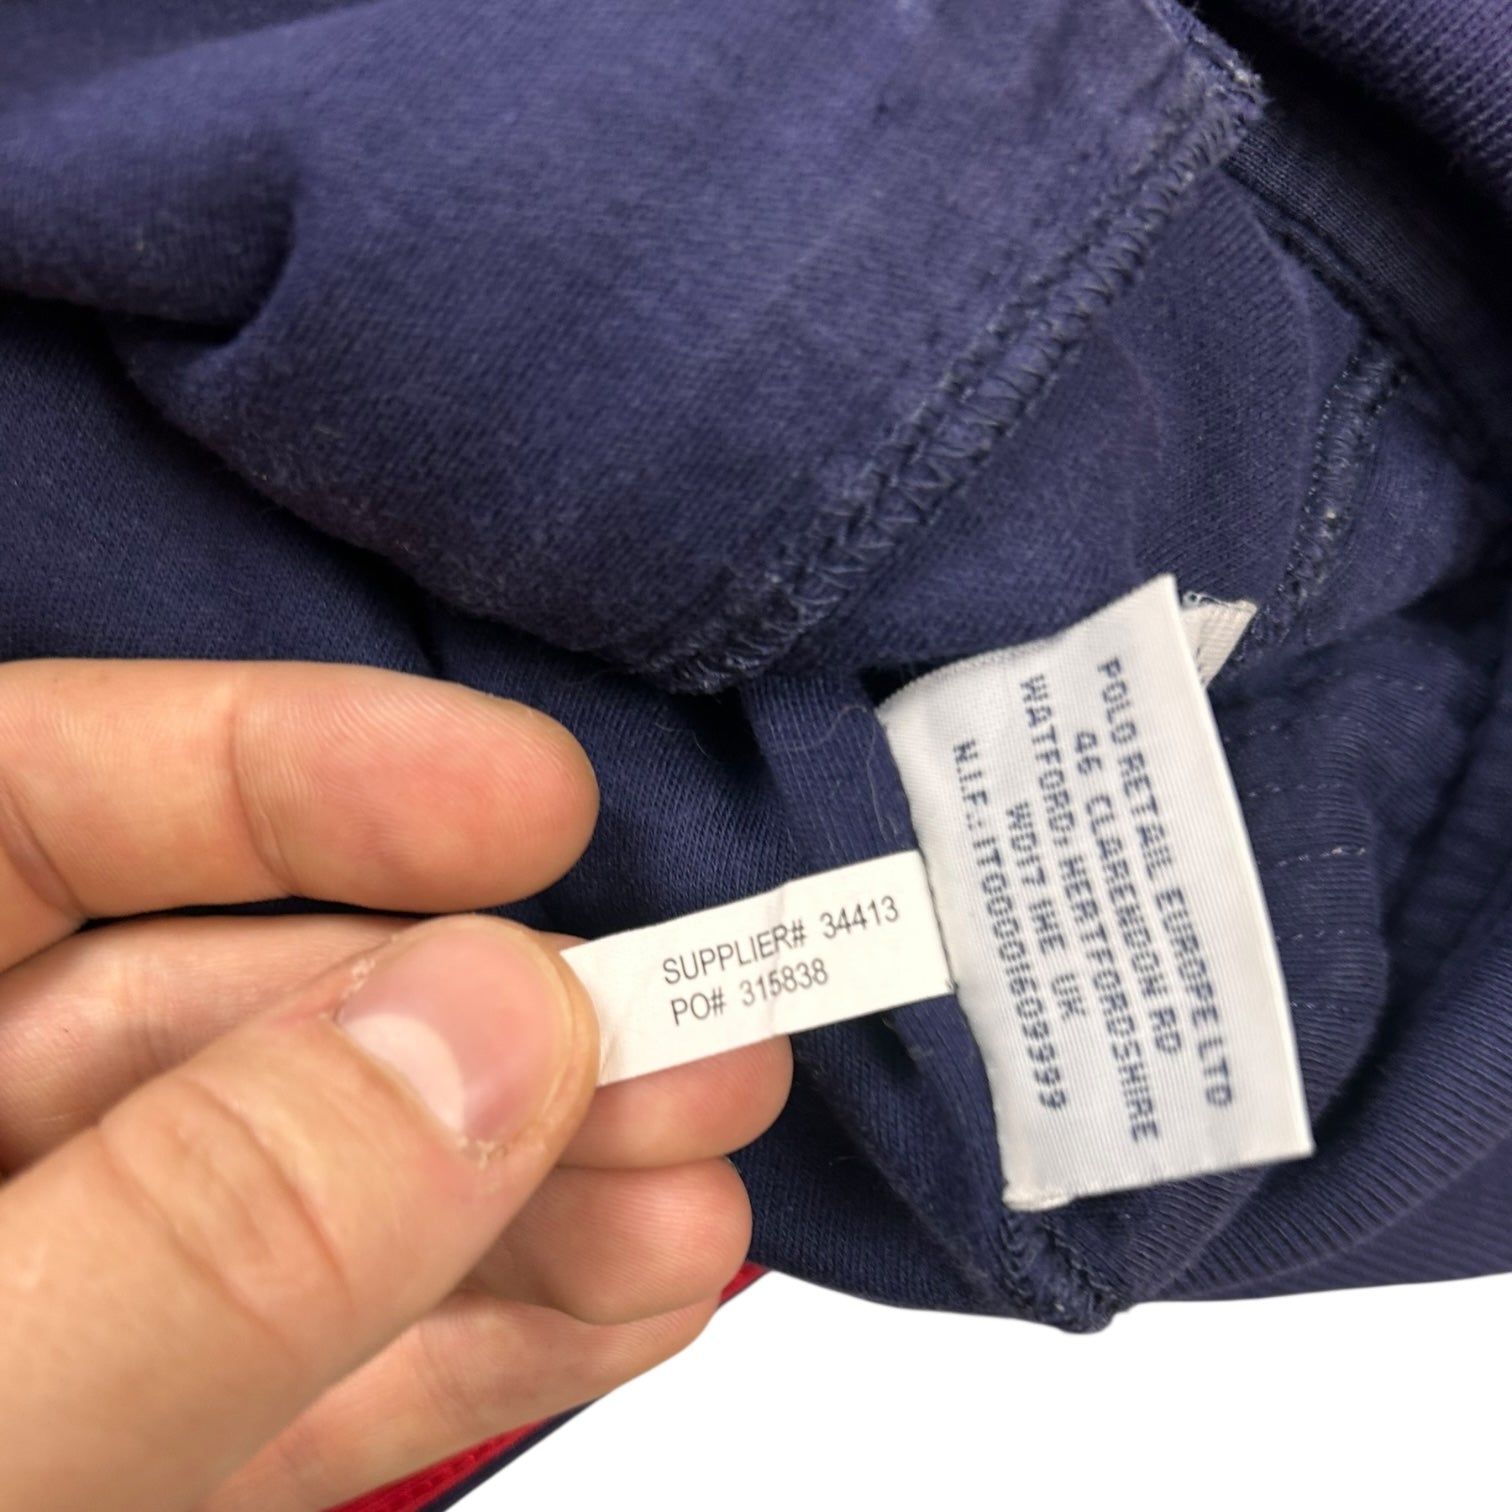 SUPPLIER# 34413
PO# 315838
POLO RETAIL EUROPE LTD
46 CLARENDON RD
WATFORD, HERTFORDSHIRE
WD17 1HE UK
N.I.F.: IT00001609999